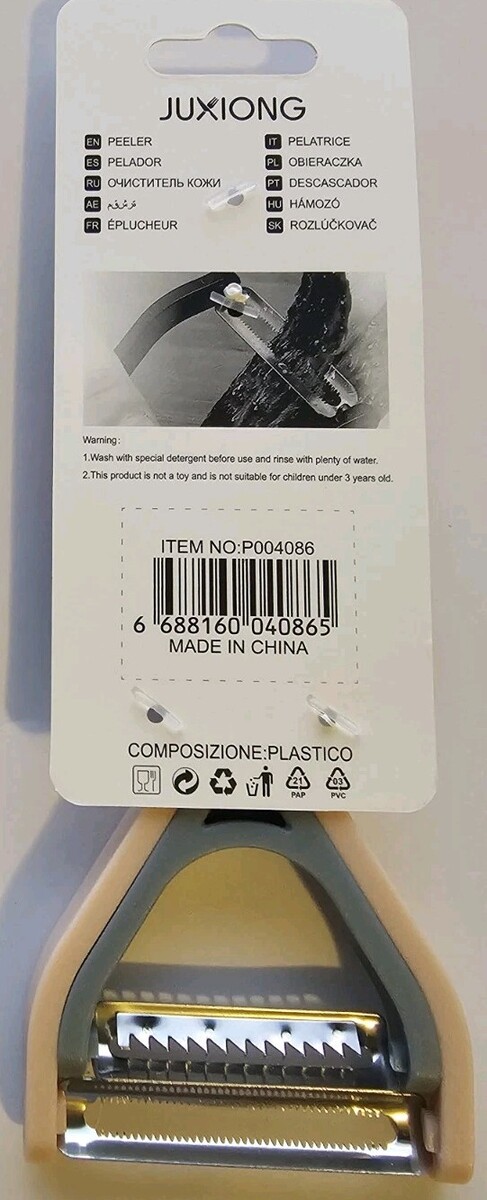 JUXIONG
EN PEELER
ES PELADOR
RU ОЧИСТИТЕЛЬ КОЖИ
AE
FR ÉPLUCHEUR
IT PELATRICE
PL OBIERACZKA
PT DESCASCADOR
HU HÁMOZÓ
SK ROZLÚČKOVAČ
Warning:
1.Wash with special detergent before use and rinse with plenty of water.
2.This product is not a toy and is not suitable for children under 3 years old.
ITEM NO:P004086
6 688160 040865
MADE IN CHINA
COMPOSIZIONE:PLASTICO
21
PAP
03
PVC